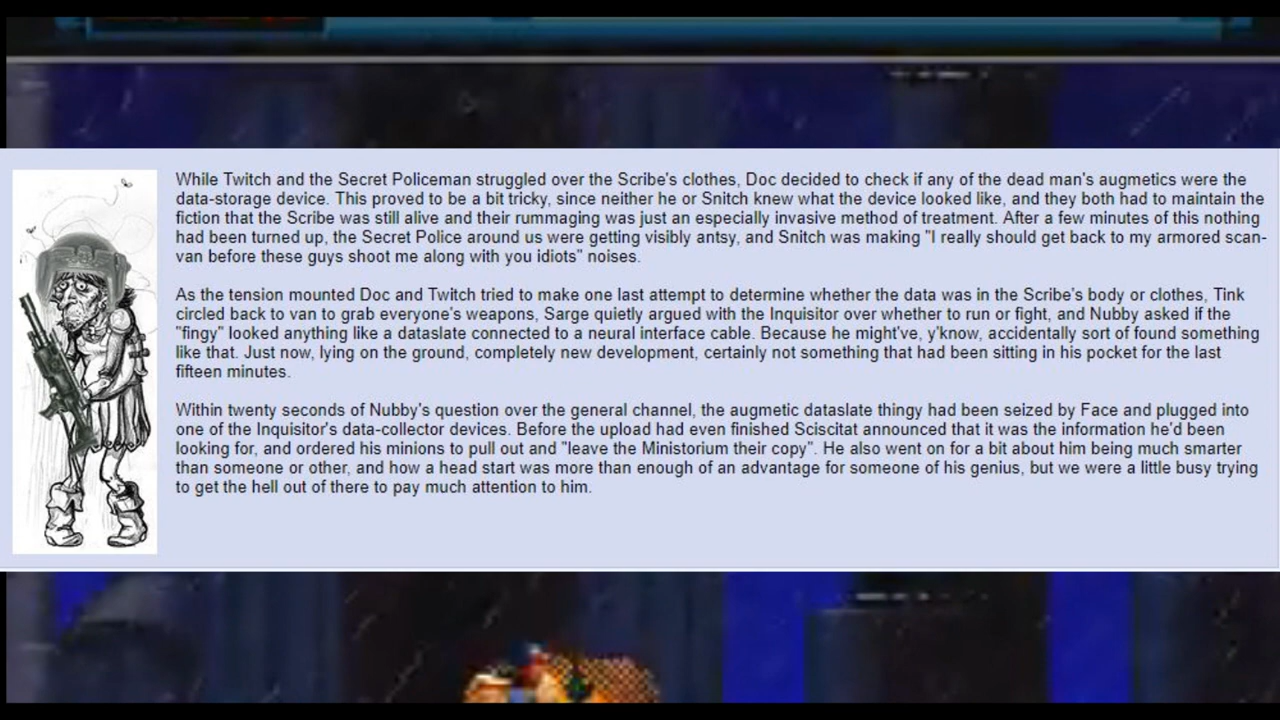 While Twitch and the Secret Policeman struggled over the Scribe's clothes, Doc decided to check if any of the dead man's augmetics were the
data-storage device. This proved to be a bit tricky, since neither he or Snitch knew what the device looked like, and they both had to maintain the
fiction that the Scribe was still alive and their rummaging was just an especially invasive method of treatment. After a few minutes of this nothing
had been turned up, the Secret Police around us were getting visibly antsy, and Snitch was making "I really should get back to my armored scan-
van before these guys shoot me along with you idiots" noises.
As the tension mounted Doc and Twitch tried to make one last attempt to determine whether the data was in the Scribe's body or clothes, Tink
circled back to van to grab everyone's weapons, Sarge quietly argued with the Inquisitor over whether to run or fight, and Nubby asked if the
"fingy" looked anything like a dataslate connected to a neural interface cable. Because he might've, y'know, accidentally sort of found something
like that. Just now, lying on the ground, completely new development, certainly not something that had been sitting in his pocket for the last
fifteen minutes.
Within twenty seconds of Nubby's question over the general channel, the augmetic dataslate thingy had been seized by Face and plugged into
one of the Inquisitor's data-collector devices. Before the upload had even finished Sciscitat announced that it was the information he'd been
looking for, and ordered his minions to pull out and "leave the Ministorium their copy". He also went on for a bit about him being much smarter
than someone or other, and how a head start was more than enough of an advantage for someone of his genius, but we were a little busy trying
to get the hell out of there to pay much attention to him.